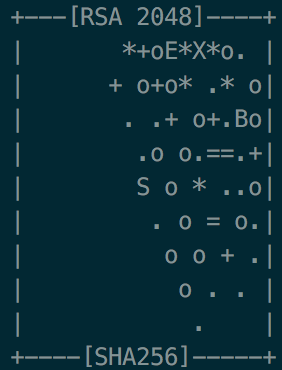 +---[RSA 2048]----+
|       *+oE*X*o. |
|      + o+o* .* o|
|       . .+ o+.Bo|
|        .o o.==.+|
|        S o * ..o|
|         . o = o.|
|          o o + .|
|           o . . |
|            .    |
+----[SHA256]-----+